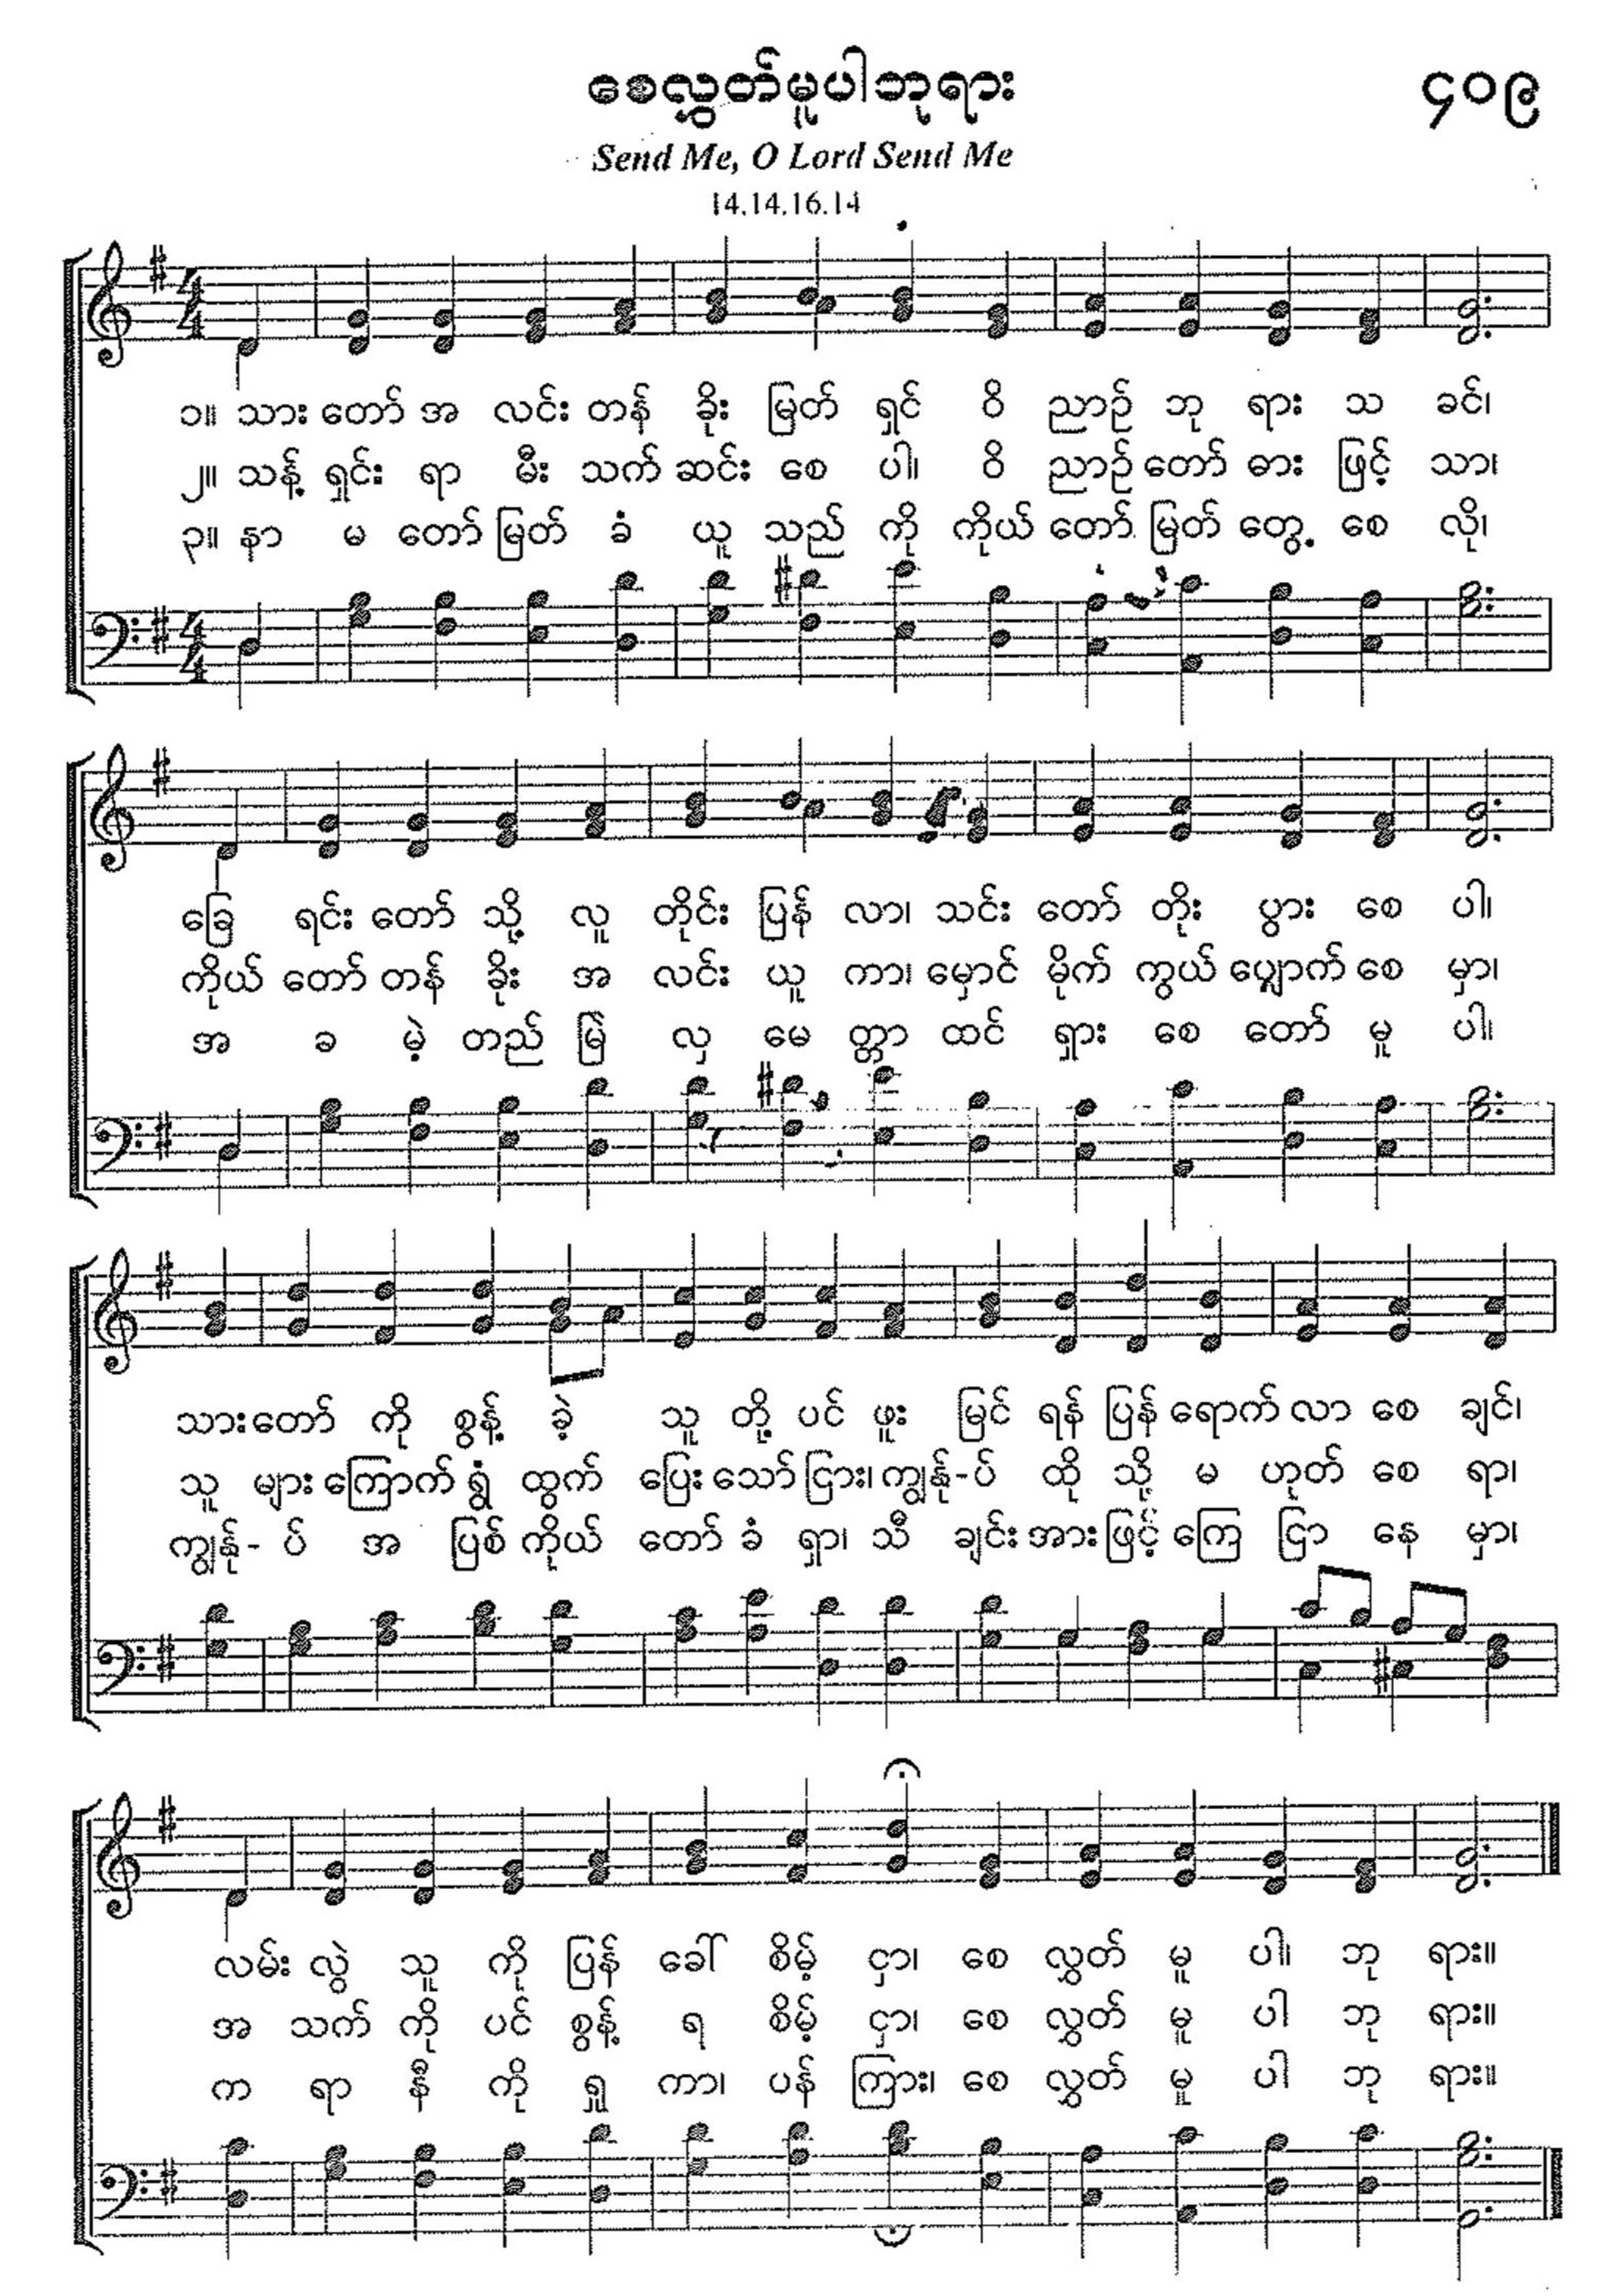 စေလွှတ်မူပါဘုရား
၄၀၉
Send Me, O Lord Send Me
14.14.16.14
၁။ သား တော် အ လင်း တန် ခိုး မြတ် ရှင် ဝိ ညာဉ် ဘု ရား သ ခင်၊
၂။ သန့် ရှင်း ရာ မီး သက် ဆင်း စေ ပါ၊ ဝိ ညာဉ် တော် ဓား ဖြင့် သာ၊
၃။ နာ မ တော် မြတ် ခံ ယူ သည် ကို ကိုယ် တော် မြတ် တွေ့ စေ လို၊
ခြေ ရင်း တော် သို့ လူ တိုင်း ပြန် လာ၊ သင်း တော် တိုး ပွား စေ ပါ၊
ကိုယ် တော် တန် ခိုး အ လင်း ယူ ကာ၊ မှောင် မိုက် ကွယ် ပျှောက် စေ မှာ၊
အ ခ မဲ့ တည် မြဲ လှ မေ တ္တာ ထင် ရှား စေ တော် မူ ပါ၊
သား တော် ကို စွန့် ခဲ့ သူ တို့ ပင် ဖူး မြင် ရန် ပြန် ရောက် လာ စေ ချင်၊
သူ များ ကြောက် ရွံ ထွက် ပြေး သော် ငြား၊ ကျွန်ု-ပ် ထို သို့ မ ဟုတ် စေ ရာ၊
ကျွန်ု-ပ် အ ပြစ် ကိုယ် တော် ခံ ရှာ၊ သီ ချင်း အား ဖြင့် ကြေ ငြာ နေ မှာ၊
လမ်း လွဲ သူ ကို ပြန် ခေါ် စိမ့် ငှာ၊ စေ လွှတ် မူ ပါ၊ ဘု ရား။
အ သက် ကို ပင် စွန့် ရ စိမ့် ငှာ၊ စေ လွှတ် မူ ပါ ဘု ရား။
က ရာ နီ ကို ရှု ကာ၊ ပန် ကြား၊ စေ လွှတ် မူ ပါ ဘု ရား။